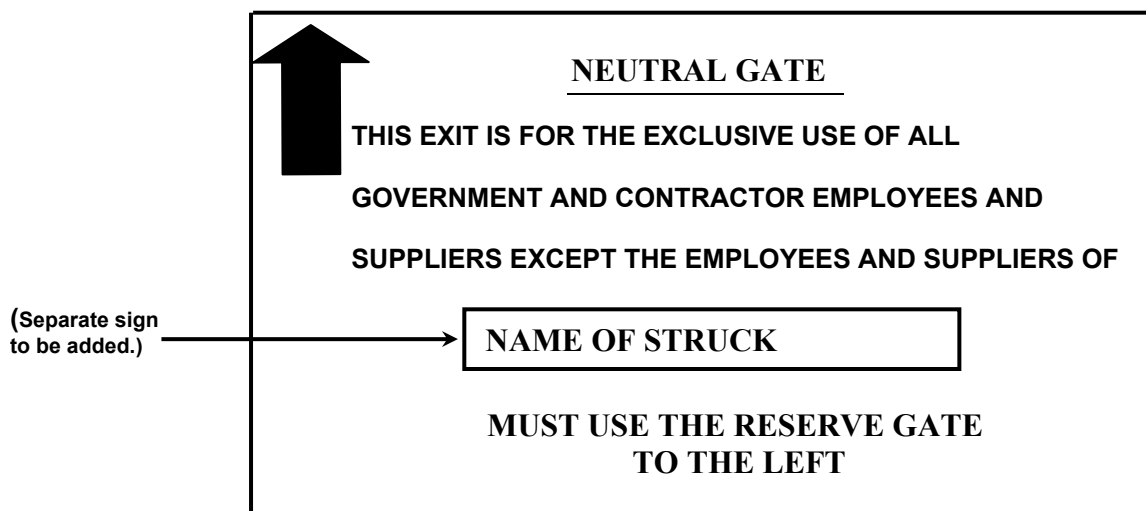 NEUTRAL GATE
THIS EXIT IS FOR THE EXCLUSIVE USE OF ALL
GOVERNMENT AND CONTRACTOR EMPLOYEES AND
SUPPLIERS EXCEPT THE EMPLOYEES AND SUPPLIERS OF
(Separate sign
to be added.)
NAME OF STRUCK
MUST USE THE RESERVE GATE
TO THE LEFT